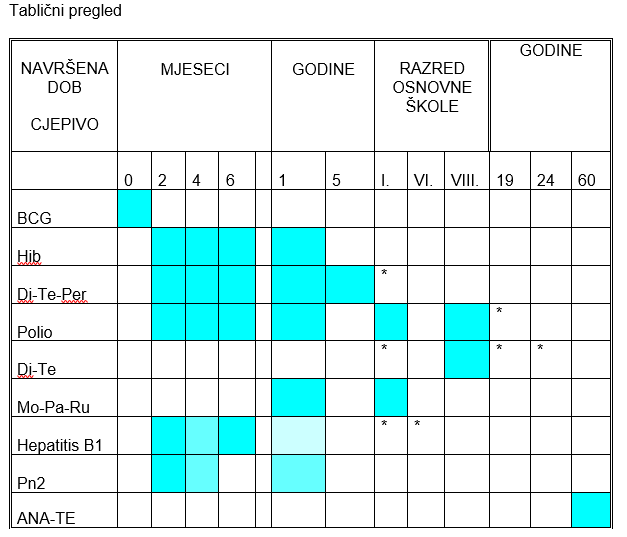 Tablični pregled
NAVRŠENA
DOB
CJEPIVO
MJESECI
GODINE
RAZRED
OSNOVNE
ŠKOLE
GODINE
0 2 4 6 1 5 I. VI. VIII. 19 24 60
BCG
Hib
Di-Te-Per *
Polio *
Di-Te * * *
Mo-Pa-Ru
Hepatitis B1 * *
Pn2
ANA-TE